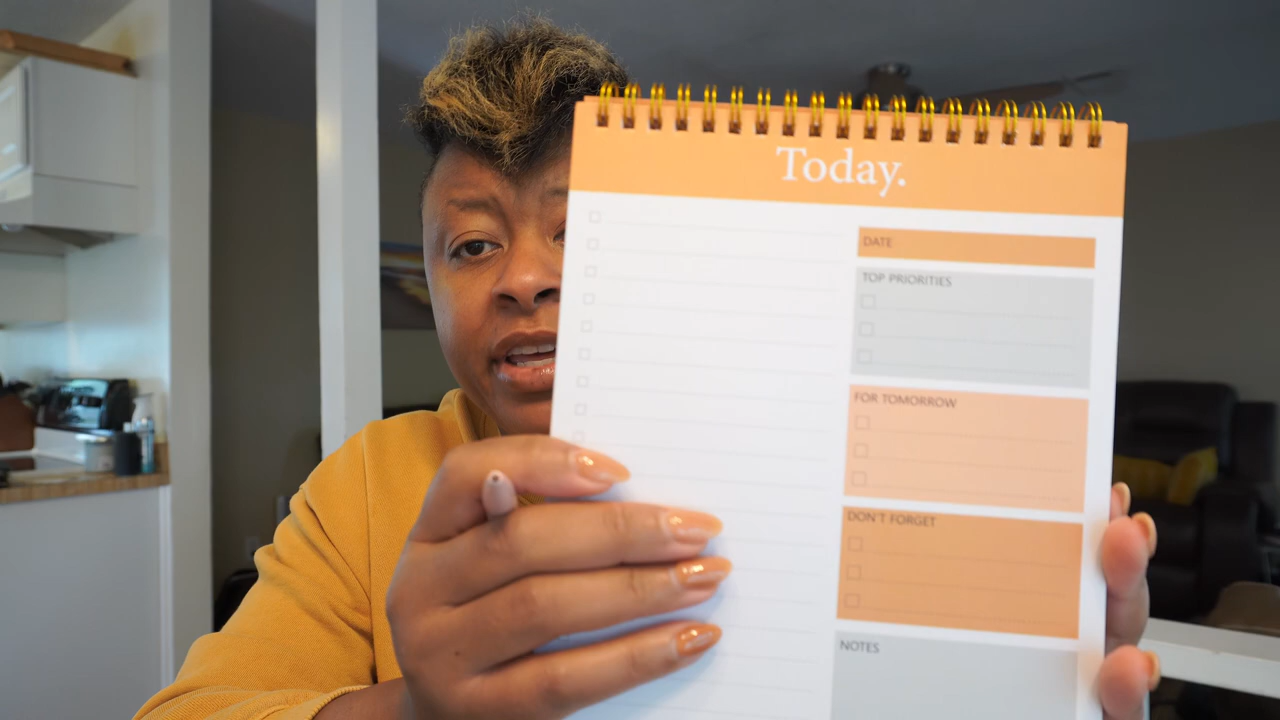 Today.
DATE
TOP PRIORITIES
FOR TOMORROW
DON'T FORGET
NOTES